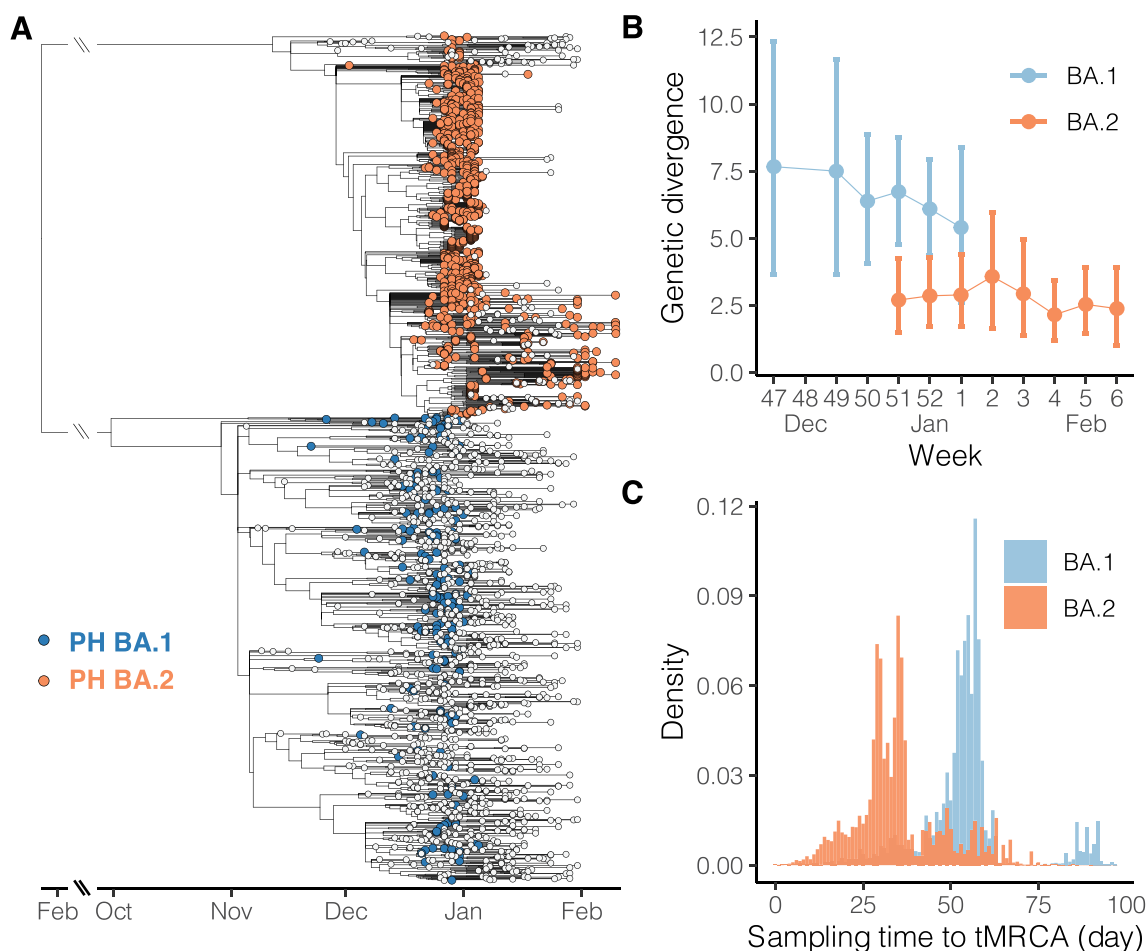 A
PH BA.1
PH BA.2
Feb Oct Nov Dec Jan Feb
B
Genetic divergence
12.5
10.0
7.5
5.0
2.5
0.0
BA.1
BA.2
47 48 49 50 51 52 1 2 3 4 5 6
Dec Jan Feb
Week
C
Density
0.12
0.09
0.06
0.03
0.00
BA.1
BA.2
0 25 50 75 100
Sampling time to tMRCA (day)